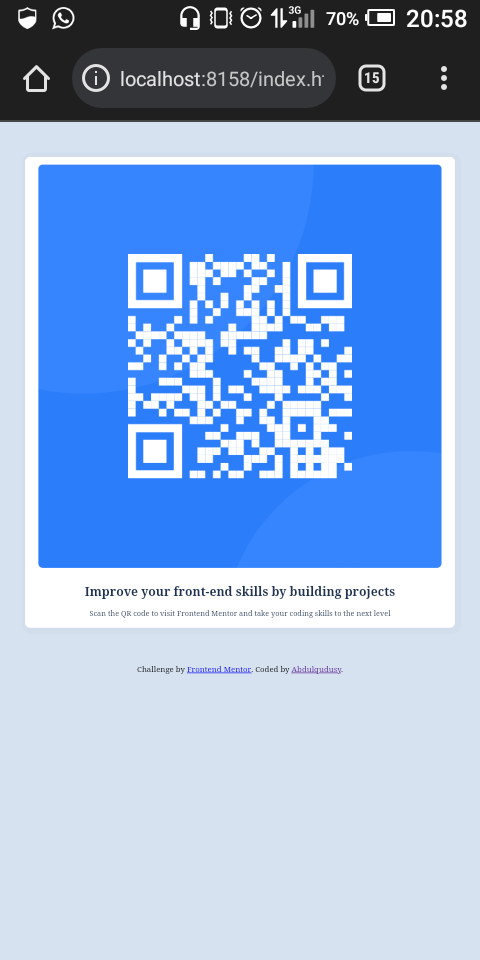 3G 70% 20:58
localhost:8158/index.h
15
Improve your front-end skills by building projects
Scan the QR code to visit Frontend Mentor and take your coding skills to the next level
Challenge by Frontend Mentor. Coded by Abdulqudusy.